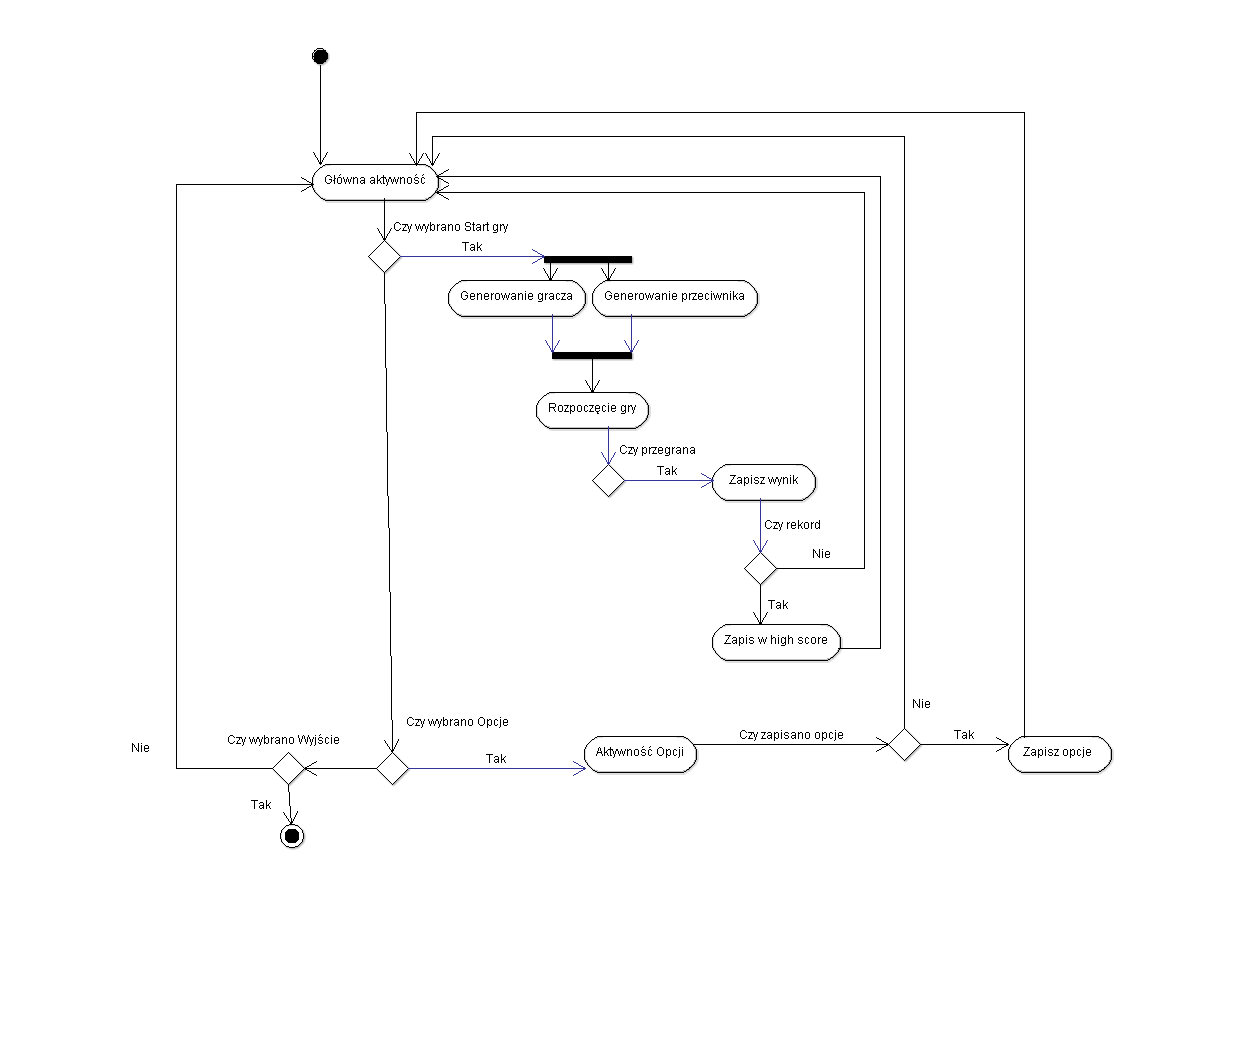 Główna aktywność
Czy wybrano Start gry
Tak
Generowanie gracza
Generowanie przeciwnika
Rozpoczęcie gry
Czy przegrana
Tak
Zapisz wynik
Czy rekord
Nie
Tak
Zapis w high score
Nie
Czy wybrano Opcje
Czy zapisano opcje
Tak
Czy wybrano Wyjście
Nie
Tak
Aktywność Opcji
Zapisz opcje
Tak